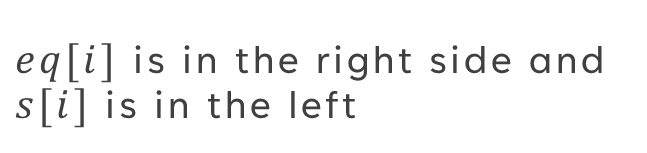 eq[i] is in the right side and
s[i] is in the left